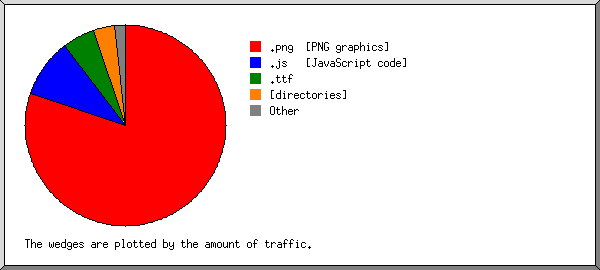 .png [PNG graphics]
.js [JavaScript code]
.ttf
[directories]
Other
The wedges are plotted by the amount of traffic.